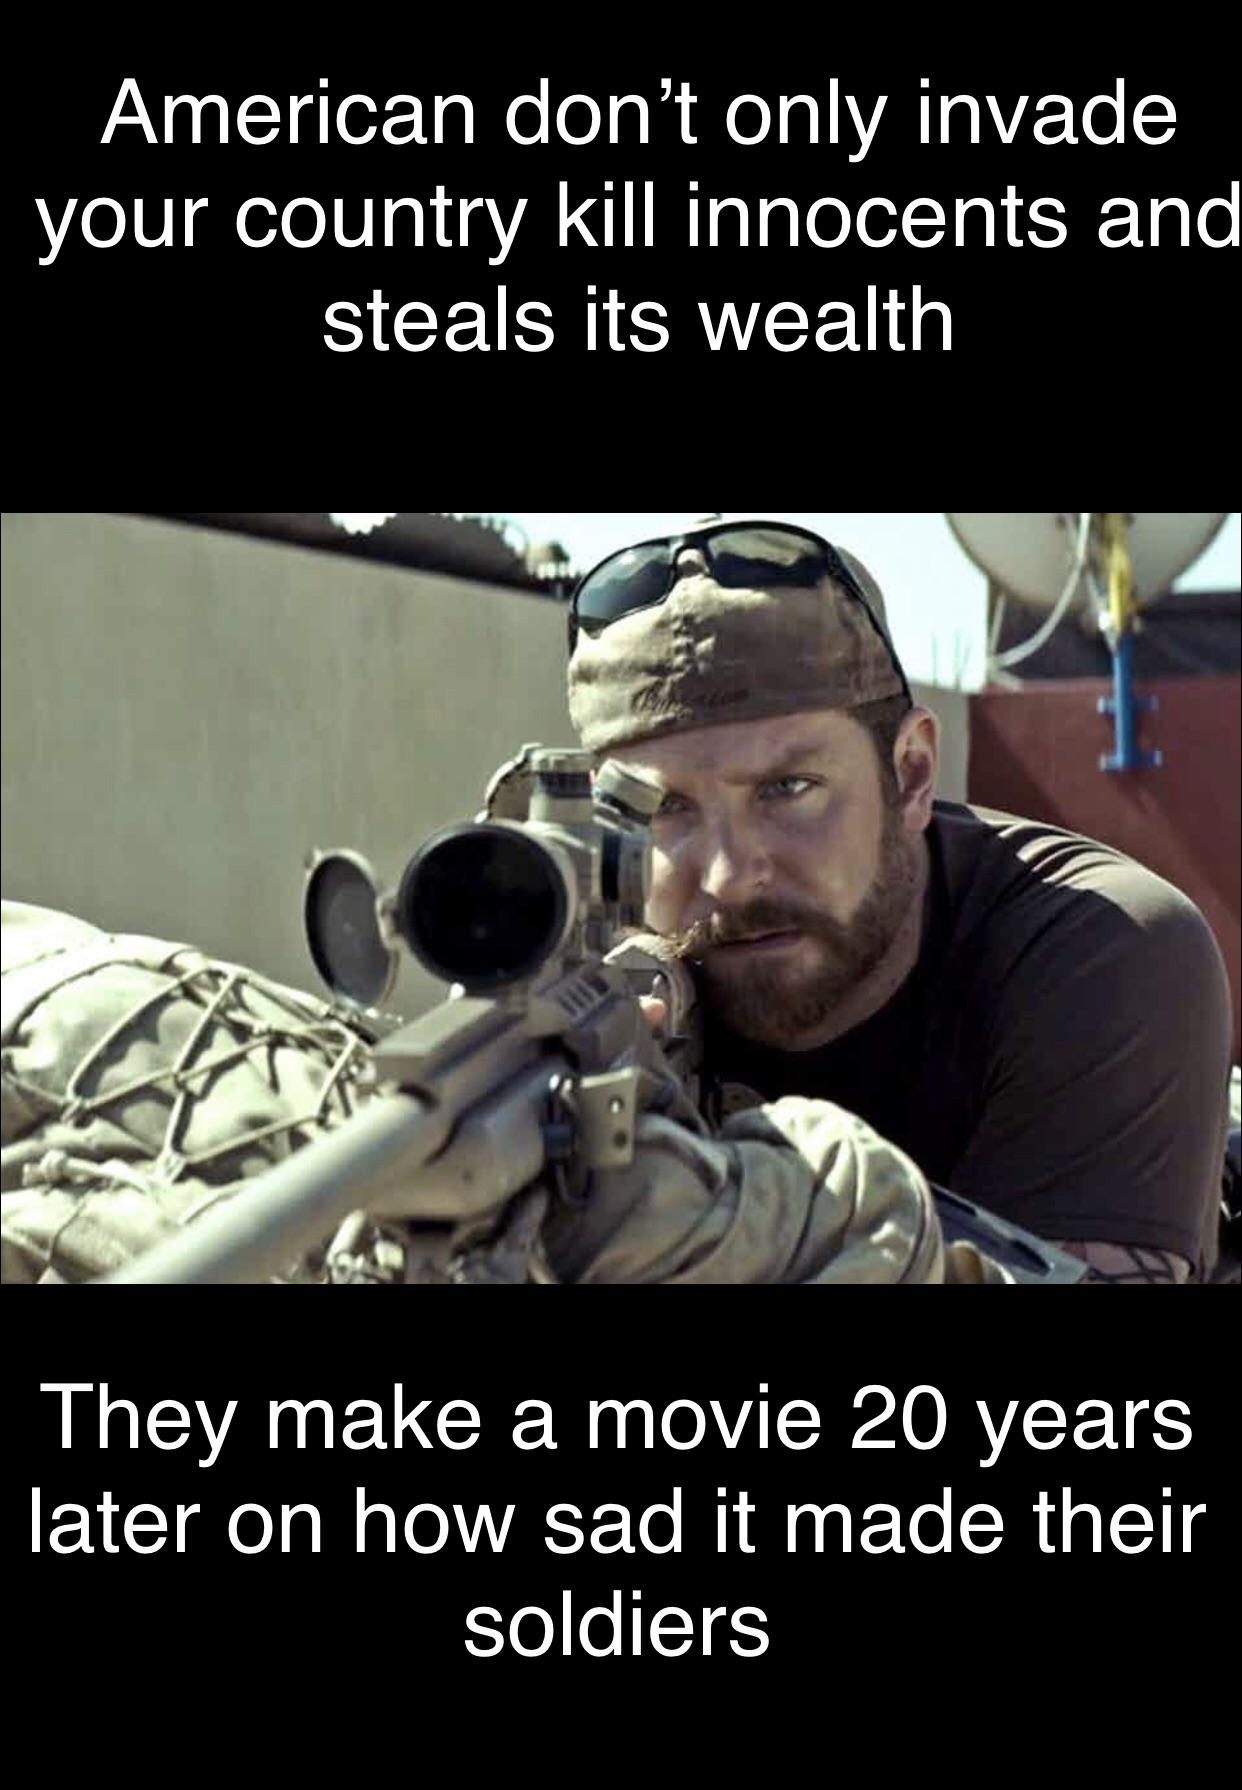 American don’t only invade
your country kill innocents and
steals its wealth
They make a movie 20 years
later on how sad it made their
soldiers